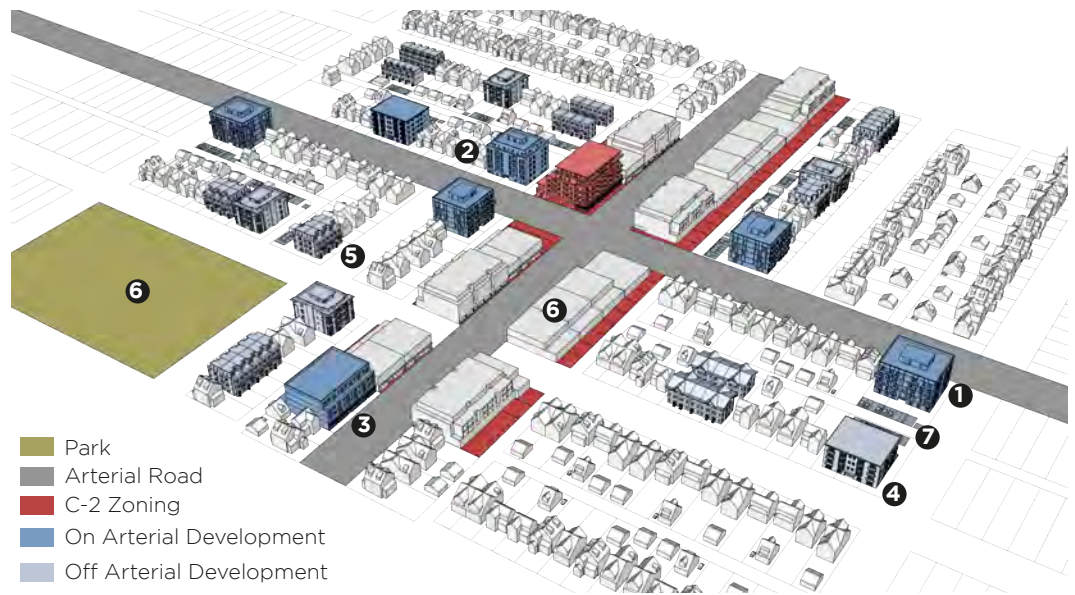 2
5
6
6
1
3
7
4
Park
Arterial Road
C-2 Zoning
On Arterial Development
Off Arterial Development